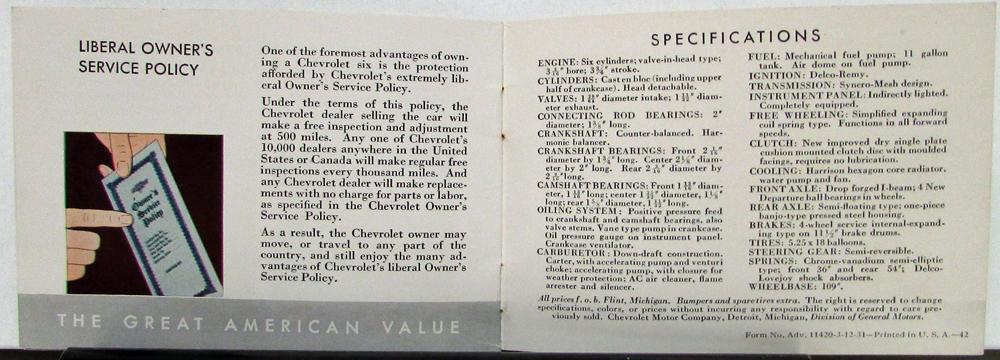 LIBERAL OWNER'S
SERVICE POLICY
One of the foremost advantages of own-
ing a Chevrolet six is the protection
afforded by Chevrolet's extremely lib-
eral Owner's Service Policy.
Under the terms of this policy, the
Chevrolet dealer selling the car will
make a free inspection and adjustment
at 500 miles. Any one of Chevrolet's
10,000 dealers anywhere in the United
States or Canada will make regular free
inspections every thousand miles. And
any Chevrolet dealer will make replace-
ments with no charge for parts or labor,
as specified in the Chevrolet Owner's
Service Policy.
As a result, the Chevrolet owner may
move, or travel to any part of the
country, and still enjoy the many ad-
vantages of Chevrolet's liberal Owner's
Service Policy.
Owner's
Service
Policy
THE GREAT AMERICAN VALUE
SPECIFICATIONS
ENGINE: Six cylinders; valve-in-head type;
bore; 3¾" stroke.
CYLINDERS: Cast en bloc (including upper
half of crankcase). Head detachable.
VALVES: diameter intake; diam-
eter exhaust.
CONNECTING ROD BEARINGS: 2"
diameter; long.
CRANKSHAFT: Counter-balanced. Har-
monic balancer.
CRANKSHAFT BEARINGS: Front
diameter by 1¾" long. Center diam-
eter by 2" long. Rear diameter by
long.
CAMSHAFT BEARINGS: Front diam-
eter, long; center diameter,
long; rear diameter, long.
OILING SYSTEM: Positive pressure feed
to crankshaft and camshaft bearings, also
valve stems. Vane type pump in crankcase.
Oil pressure gauge on instrument panel.
Crankcase ventilator.
CARBURETOR: Down-draft construction.
Carter, with accelerating pump and venturi
choke; accelerating pump, with closure for
weather protection; AC air cleaner, flame
arrester and silencer.
FUEL: Mechanical fuel pump; 11 gallon
tank. Air dome on fuel pump.
IGNITION: Delco-Remy.
TRANSMISSION: Syncro-Mesh design.
INSTRUMENT PANEL: Indirectly lighted.
Completely equipped.
FREE WHEELING: Simplified expanding
coil spring type. Functions in all forward
speeds.
CLUTCH: New improved dry single plate
cushion mounted clutch disc with moulded
facings, requires no lubrication.
COOLING: Harrison hexagon core radiator,
water pump and fan.
FRONT AXLE: Drop forged I-beam; 4 New
Departure ball bearings in wheels.
REAR AXLE: Semi-floating type; one-piece
banjo-type pressed steel housing.
BRAKES: 4-wheel service internal-expand-
ing type on 11½" brake drums.
TIRES: 5.25 x 18 balloons.
STEERING GEAR: Semi-reversible.
SPRINGS: Chrome-vanadium semi-elliptic
type; front 36" and rear 54"; Delco-
Lovejoy shock absorbers.
WHEELBASE: 109".
All prices f. o. b. Flint, Michigan. Bumpers and spare tires extra. The right is reserved to change
specifications, colors, or prices without incurring any responsibility with regard to cars pre-
viously sold. Chevrolet Motor Company, Detroit, Michigan, Division of General Motors.
Form No. Adv. 11420-3-12-31—Printed in U. S. A.—42